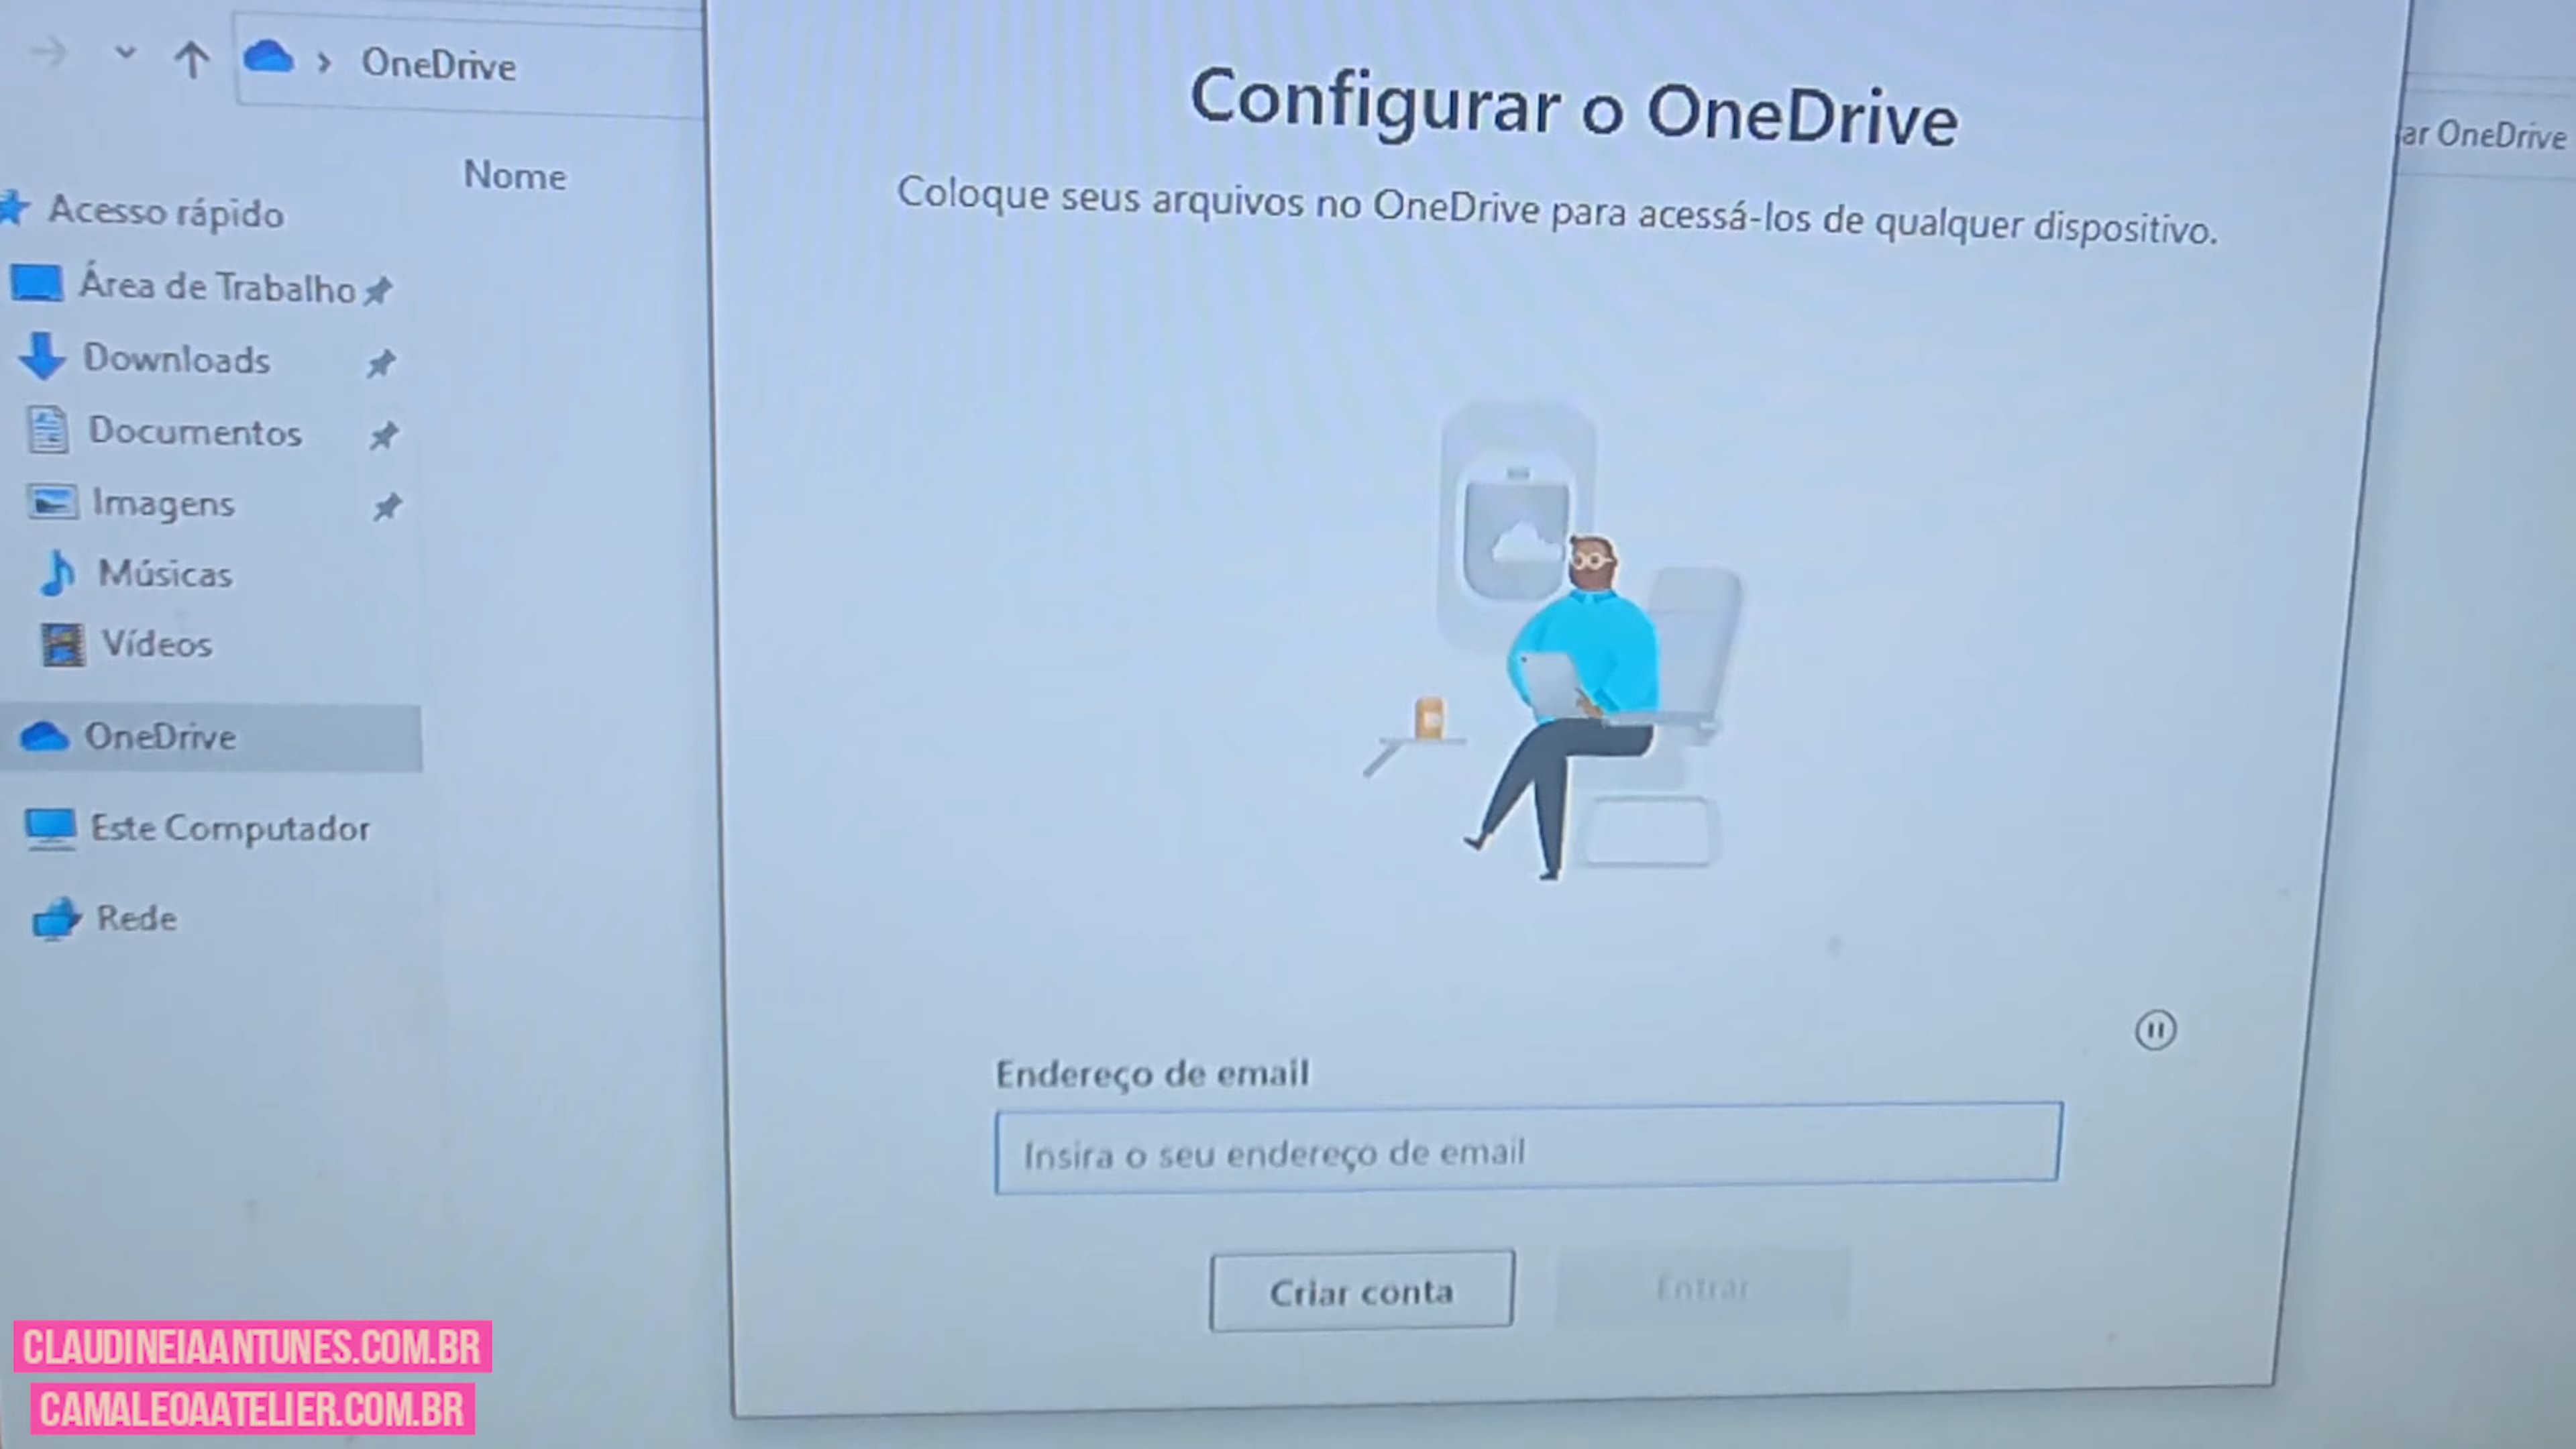 OneDrive
Configurar o OneDrive
ar OneDrive
Coloque seus arquivos no OneDrive para acessá-los de qualquer dispositivo.
Nome
Acesso rápido
Área de Trabalho
Downloads
Documentos
Imagens
Músicas
Vídeos
OneDrive
Este Computador
Rede
Endereço de email
Insira o seu endereço de email
Criar conta
Entrar
CLAUDINEIAANTUNES.COM.BR
CAMALEOAATELIER.COM.BR